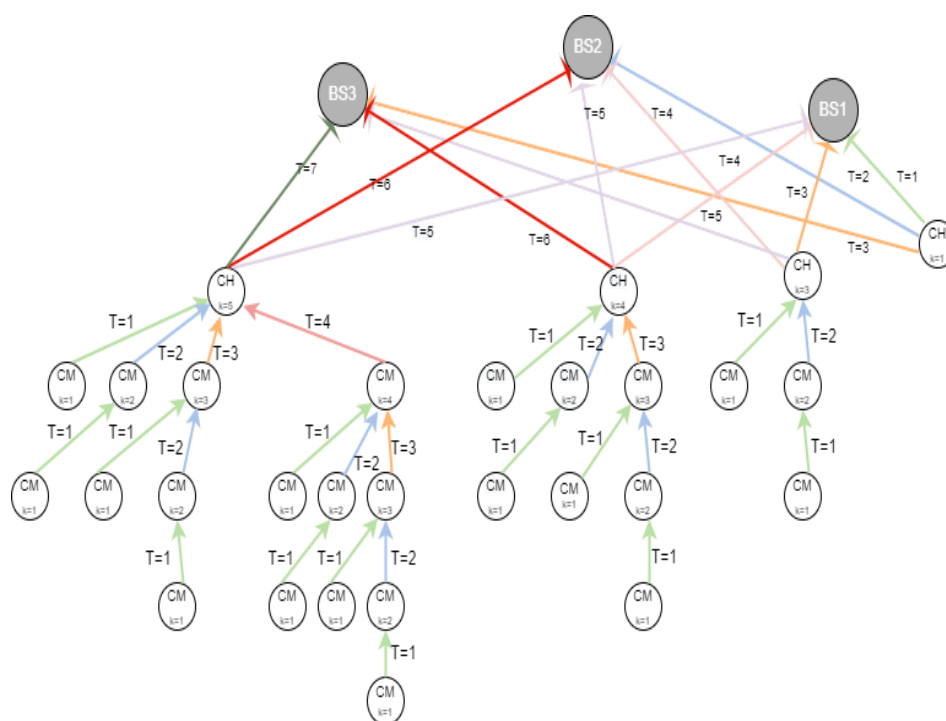 BS2
BS3
BS1
T=5
T=4
T=7
T=6
T=4
T=2
T=1
T=3
T=5
T=5
T=6
T=3
CH
k=1
CH
k=5
CH
k=4
CH
k=3
T=1
T=4
T=1
T=1
T=2
T=3
T=2
T=3
T=2
CM
k=1
CM
k=2
CM
k=3
CM
k=4
CM
k=1
CM
k=2
CM
k=3
CM
k=1
CM
k=2
T=1
T=1
T=2
T=1
T=2
T=3
T=1
T=1
T=2
T=1
CM
k=1
CM
k=1
CM
k=2
CM
k=1
CM
k=2
CM
k=3
CM
k=1
CM
k=1
CM
k=2
CM
k=1
T=1
T=1
T=1
T=2
T=1
CM
k=1
CM
k=1
CM
k=1
CM
k=2
CM
k=1
T=1
CM
k=1